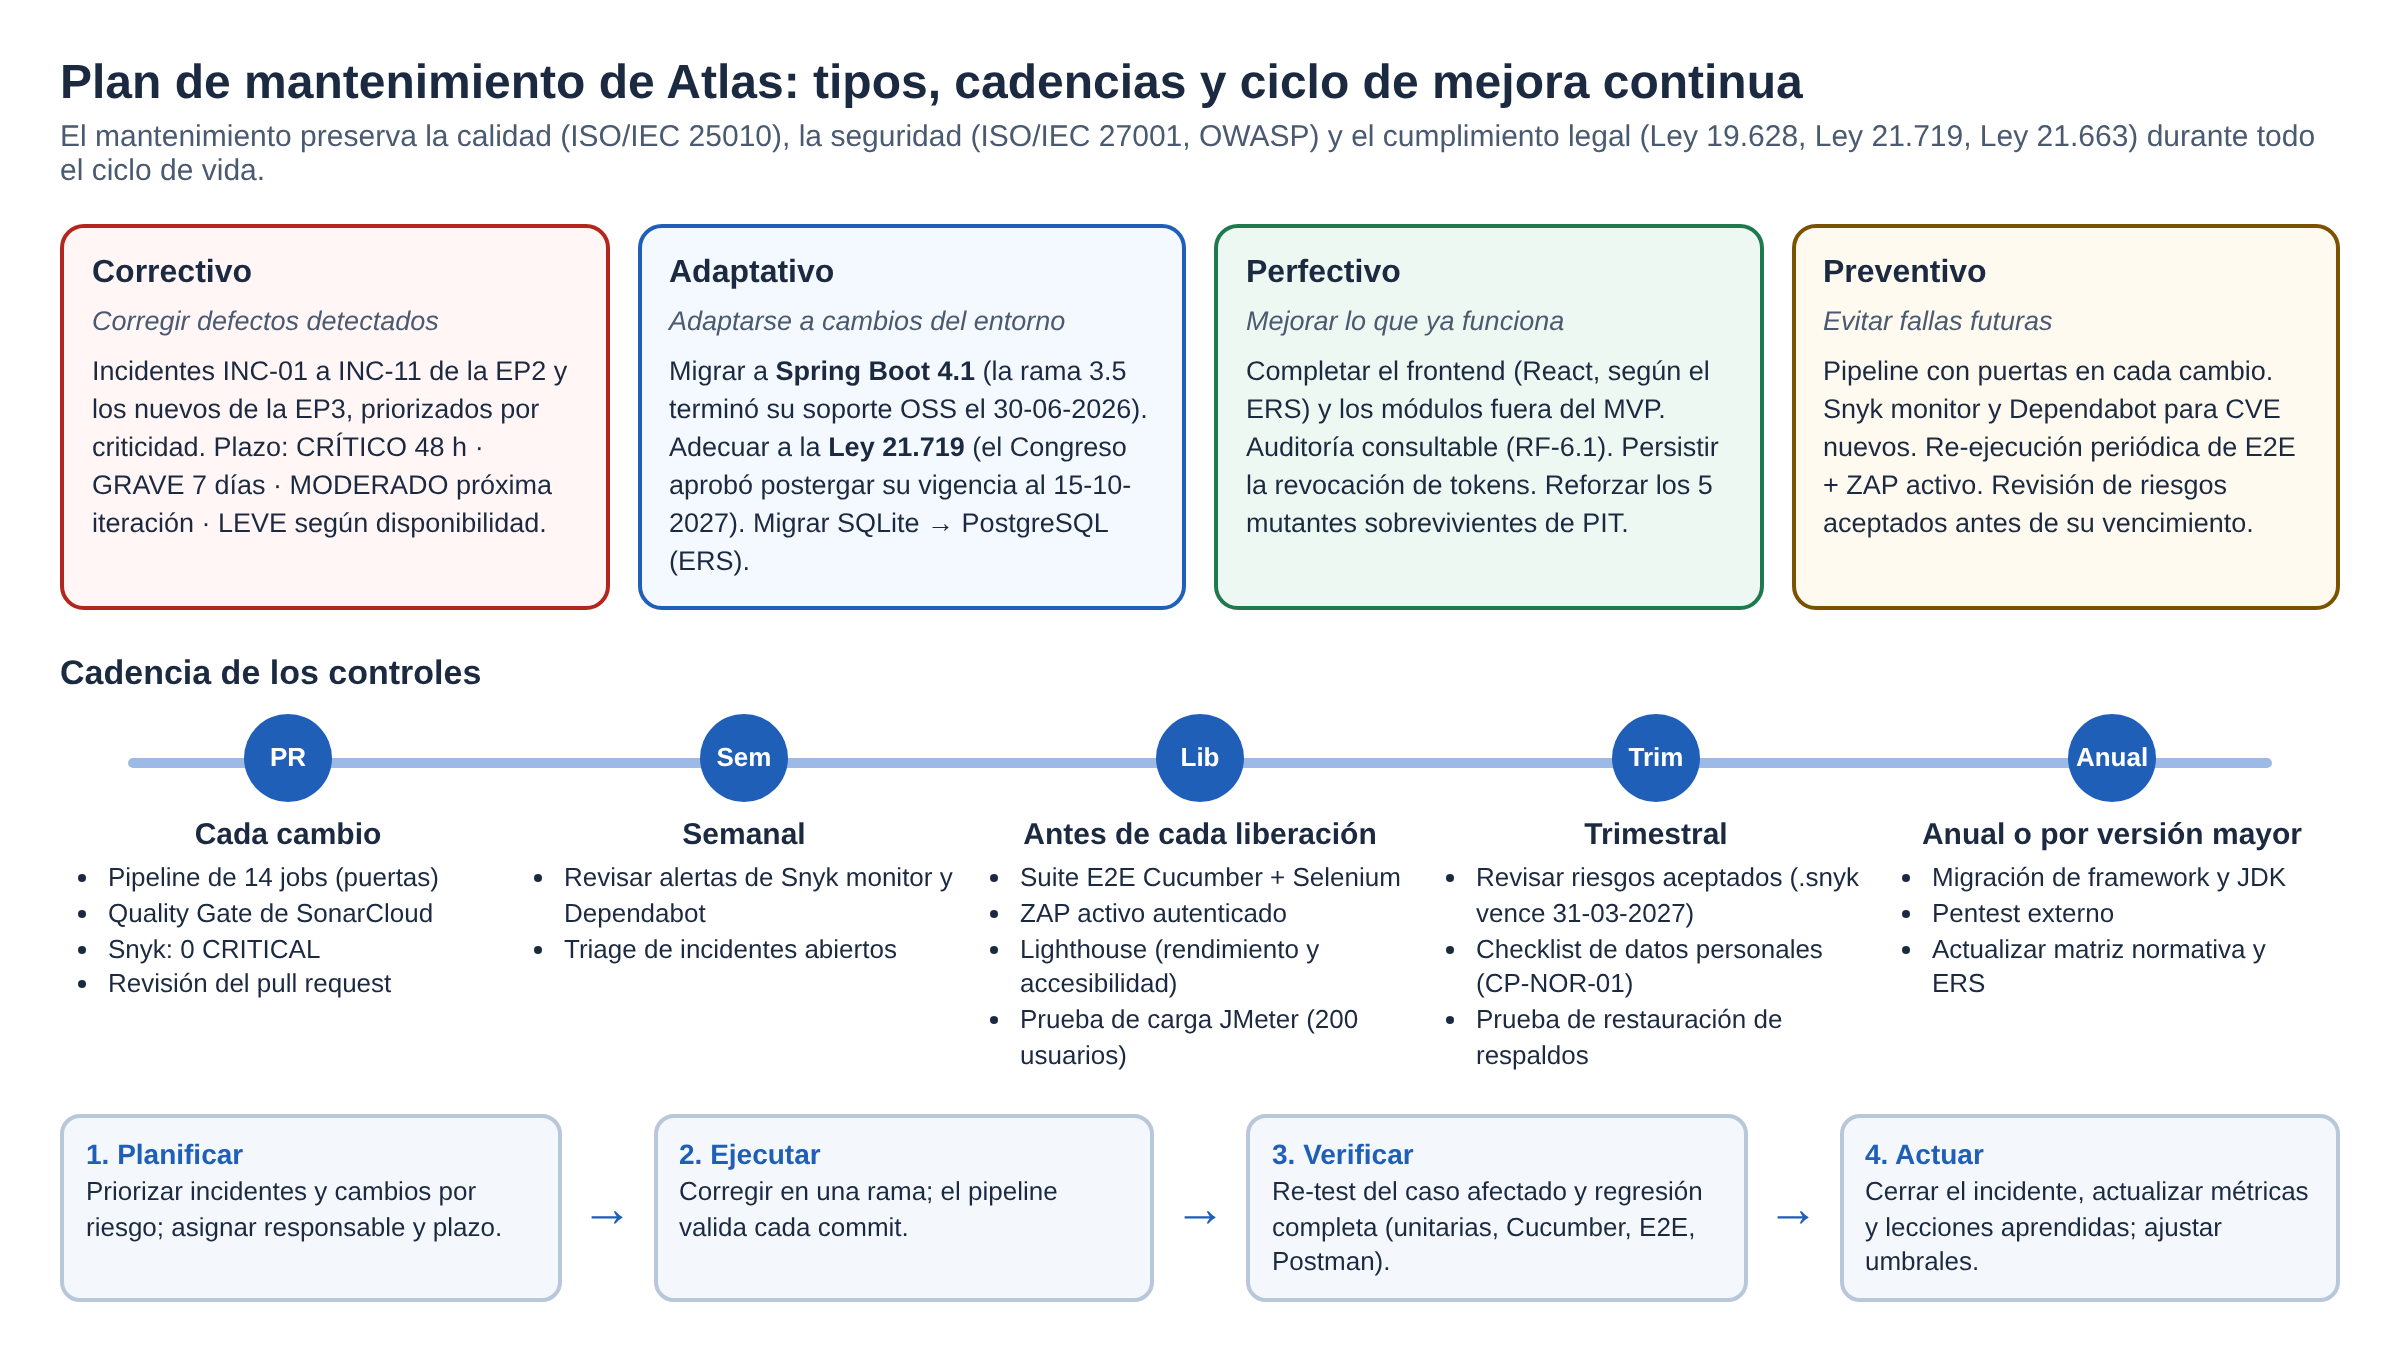 Plan de mantenimiento de Atlas: tipos, cadencias y ciclo de mejora continua
El mantenimiento preserva la calidad (ISO/IEC 25010), la seguridad (ISO/IEC 27001, OWASP) y el cumplimiento legal (Ley 19.628, Ley 21.719, Ley 21.663) durante todo
el ciclo de vida.
Correctivo
Corregir defectos detectados
Incidentes INC-01 a INC-11 de la EP2 y
los nuevos de la EP3, priorizados por
criticidad. Plazo: CRÍTICO 48 h ·
GRAVE 7 días · MODERADO próxima
iteración · LEVE según disponibilidad.
Adaptativo
Adaptarse a cambios del entorno
Migrar a Spring Boot 4.1 (la rama 3.5
terminó su soporte OSS el 30-06-2026).
Adecuar a la Ley 21.719 (el Congreso
aprobó postergar su vigencia al 15-10-
2027). Migrar SQLite → PostgreSQL
(ERS).
Perfectivo
Mejorar lo que ya funciona
Completar el frontend (React, según el
ERS) y los módulos fuera del MVP.
Auditoría consultable (RF-6.1). Persistir
la revocación de tokens. Reforzar los 5
mutantes sobrevivientes de PIT.
Preventivo
Evitar fallas futuras
Pipeline con puertas en cada cambio.
Snyk monitor y Dependabot para CVE
nuevos. Re-ejecución periódica de E2E
+ ZAP activo. Revisión de riesgos
aceptados antes de su vencimiento.
Cadencia de los controles
PR
Cada cambio
• Pipeline de 14 jobs (puertas)
• Quality Gate de SonarCloud
• Snyk: 0 CRITICAL
• Revisión del pull request
Sem
Semanal
• Revisar alertas de Snyk monitor y
Dependabot
• Triage de incidentes abiertos
Lib
Antes de cada liberación
• Suite E2E Cucumber + Selenium
• ZAP activo autenticado
• Lighthouse (rendimiento y
accesibilidad)
• Prueba de carga JMeter (200
usuarios)
Trim
Trimestral
• Revisar riesgos aceptados (.snyk
vence 31-03-2027)
• Checklist de datos personales
(CP-NOR-01)
• Prueba de restauración de
respaldos
Anual
Anual o por versión mayor
• Migración de framework y JDK
• Pentest externo
• Actualizar matriz normativa y
ERS
1. Planificar
Priorizar incidentes y cambios por
riesgo; asignar responsable y plazo.
→
2. Ejecutar
Corregir en una rama; el pipeline
valida cada commit.
→
3. Verificar
Re-test del caso afectado y regresión
completa (unitarias, Cucumber, E2E,
Postman).
→
4. Actuar
Cerrar el incidente, actualizar métricas
y lecciones aprendidas; ajustar
umbrales.